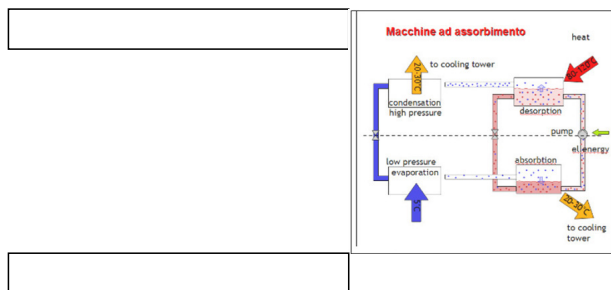 Macchine ad assorbimento
heat
20-30°C
to cooling tower
condensation
high pressure
desorption
pump
el.energy
low pressure
evaporation
absorbtion
5°C
20-30°C
to cooling
tower